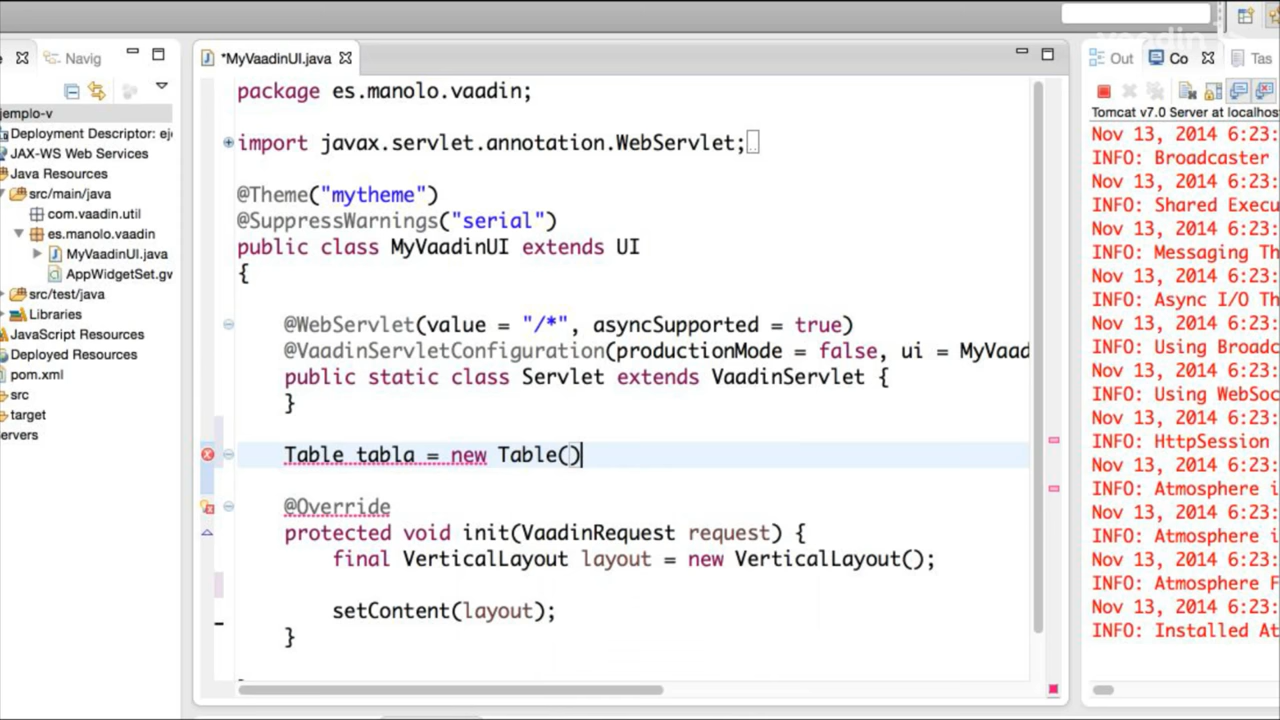 vaadin
Navig
*MyVaadinUI.java
Out
Co
Tas
jemplo-v
Deployment Descriptor: eje
JAX-WS Web Services
Java Resources
src/main/java
com.vaadin.util
es.manolo.vaadin
MyVaadinUI.java
AppWidgetSet.gv
src/test/java
Libraries
JavaScript Resources
Deployed Resources
pom.xml
src
target
ervers
package es.manolo.vaadin;
import javax.servlet.annotation.WebServlet;
@Theme("mytheme")
@SuppressWarnings("serial")
public class MyVaadinUI extends UI
{
@WebServlet(value = "/*", asyncSupported = true)
@VaadinServletConfiguration(productionMode = false, ui = MyVaad
public static class Servlet extends VaadinServlet {
}
Table tabla = new Table()
@Override
protected void init(VaadinRequest request) {
final VerticalLayout layout = new VerticalLayout();
setContent(layout);
}
Tomcat v7.0 Server at localhos
Nov 13, 2014 6:23:
INFO: Broadcaster
Nov 13, 2014 6:23:
INFO: Shared Execu
Nov 13, 2014 6:23:
INFO: Messaging Th
Nov 13, 2014 6:23:
INFO: Async I/O Th
Nov 13, 2014 6:23:
INFO: Using Broadc
Nov 13, 2014 6:23:
INFO: Using WebSoc
Nov 13, 2014 6:23:
INFO: HttpSession
Nov 13, 2014 6:23:
INFO: Atmosphere i
Nov 13, 2014 6:23:
INFO: Atmosphere i
Nov 13, 2014 6:23:
INFO: Atmosphere F
Nov 13, 2014 6:23:
INFO: Installed At